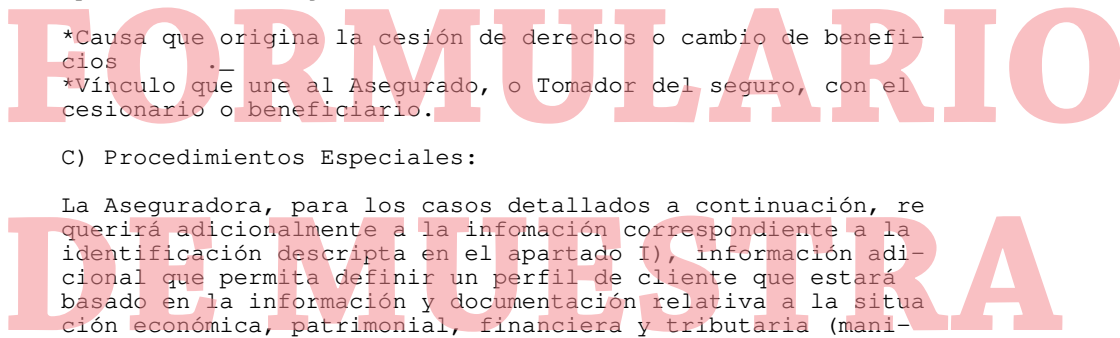 *Causa que origina la cesión de derechos o cambio de benefi-
cios ._
*Vínculo que une al Asegurado, o Tomador del seguro, con el
cesionario o beneficiario.
C) Procedimientos Especiales:
La Aseguradora, para los casos detallados a continuación, re
querirá adicionalmente a la infomación correspondiente a la
identificación descripta en el apartado I), información adi-
cional que permita definir un perfil de cliente que estará
basado en la información y documentación relativa a la situa
ción económica, patrimonial, financiera y tributaria (mani-
FORMULARIO
DE MUESTRA